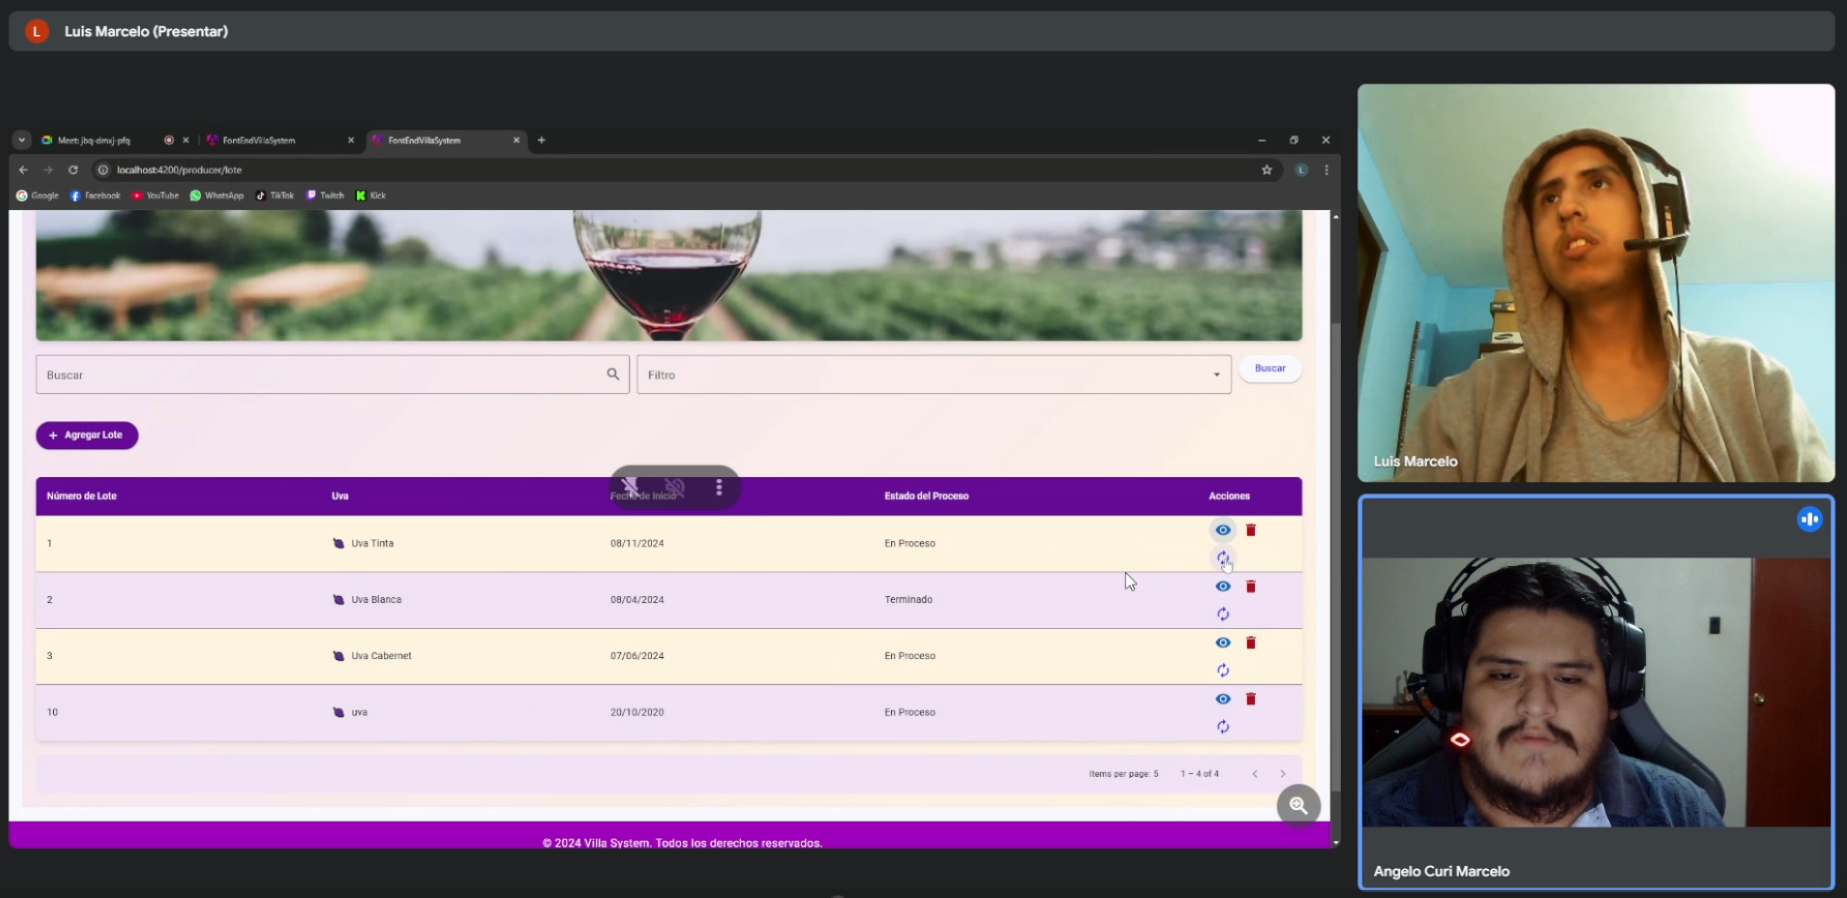 L Luis Marcelo (Presentar)
Meet: jbq-dmxj-pfq
FontEndVillaSystem
FontEndVillaSystem
localhost:4200/producer/lote
L
Google Facebook YouTube WhatsApp TikTok Twitch Kick
Buscar
Filtro
Buscar
+ Agregar Lote
Número de Lote Uva Fecha de Inicio Estado del Proceso Acciones
1 Uva Tinta 08/11/2024 En Proceso
2 Uva Blanca 08/04/2024 Terminado
3 Uva Cabernet 07/06/2024 En Proceso
10 uva 20/10/2020 En Proceso
Items per page: 5 1 – 4 of 4
© 2024 Villa System. Todos los derechos reservados.
Luis Marcelo
Angelo Curi Marcelo